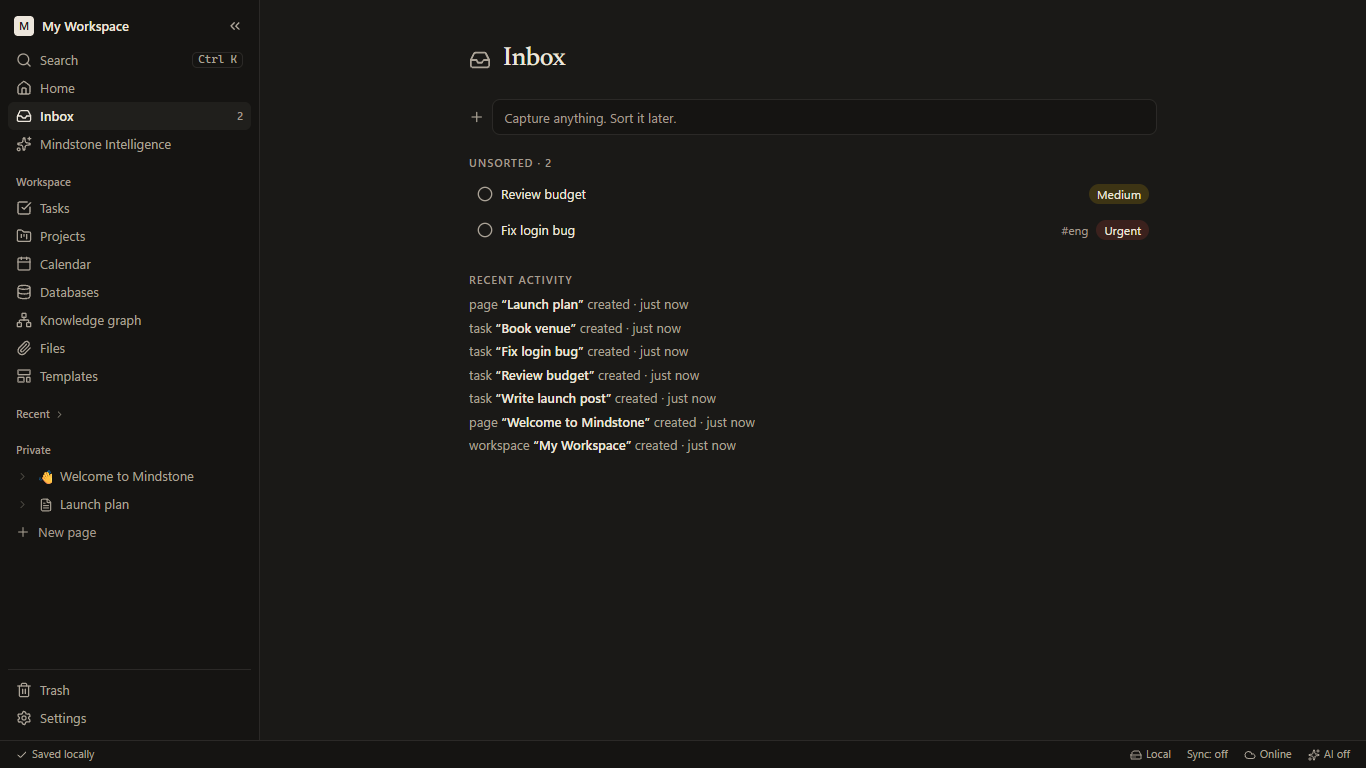 M My Workspace
Search Ctrl K
Home
Inbox 2
Mindstone Intelligence
Workspace
Tasks
Projects
Calendar
Databases
Knowledge graph
Files
Templates
Recent
Private
Welcome to Mindstone
Launch plan
New page
Trash
Settings
Inbox
Capture anything. Sort it later.
UNSORTED · 2
Review budget Medium
Fix login bug #eng Urgent
RECENT ACTIVITY
page “Launch plan” created · just now
task “Book venue” created · just now
task “Fix login bug” created · just now
task “Review budget” created · just now
task “Write launch post” created · just now
page “Welcome to Mindstone” created · just now
workspace “My Workspace” created · just now
Saved locally Local Sync: off Online AI off